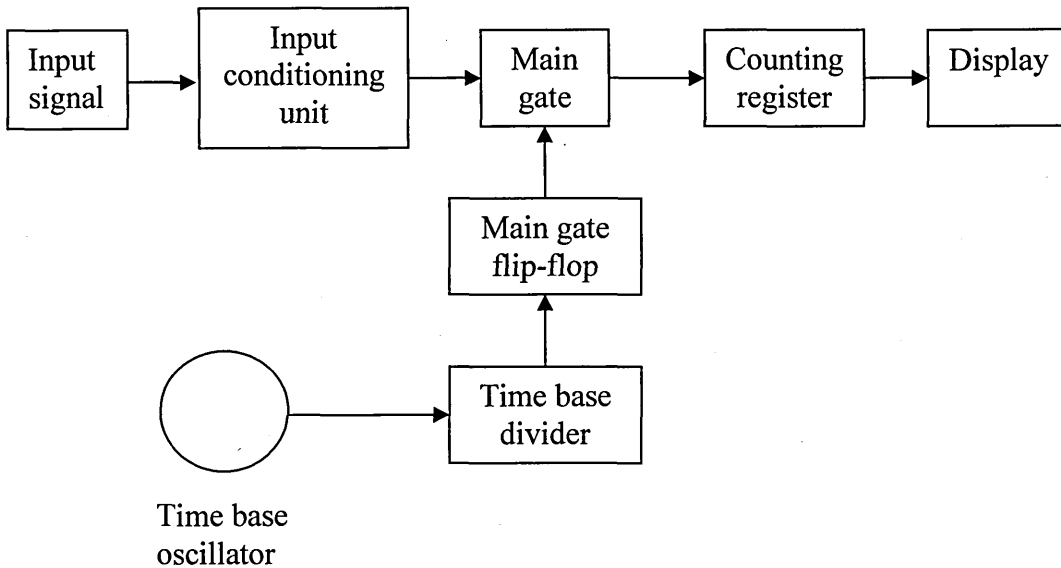 Input
signal
Input
conditioning
unit
Main
gate
Counting
register
Display
Main gate
flip-flop
Time base
divider
Time base
oscillator